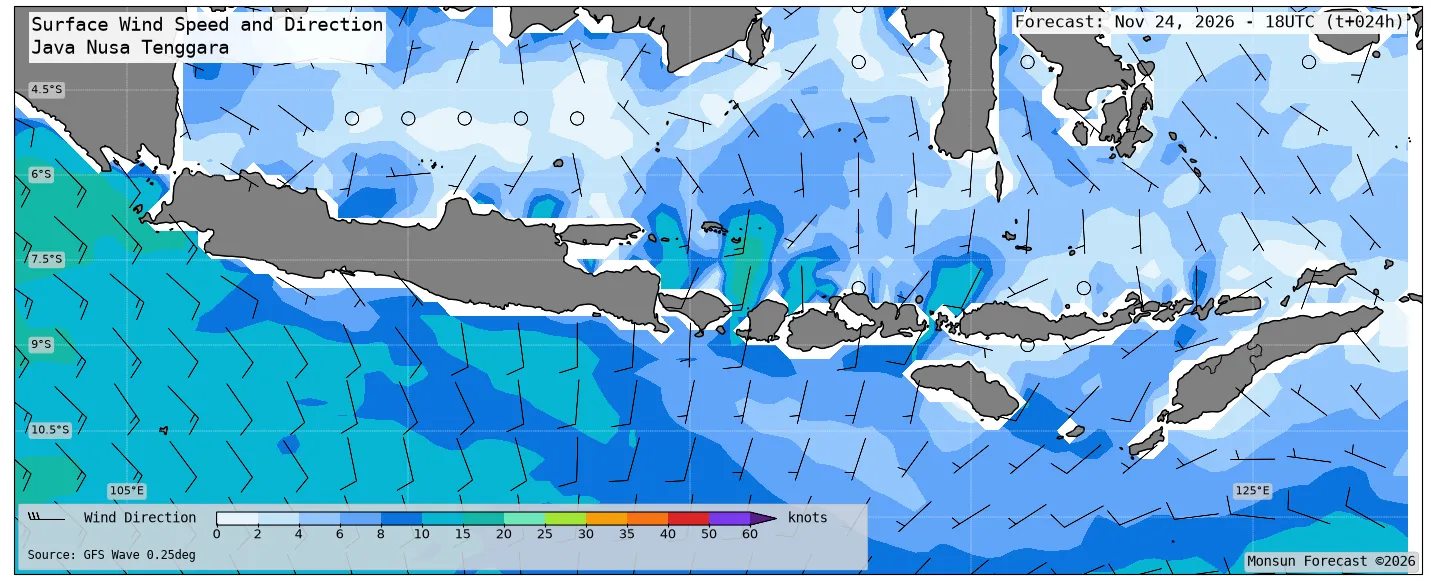 Surface Wind Speed and Direction
Java Nusa Tenggara
Forecast: Nov 24, 2026 - 18UTC (t+024h)
4.5°S
6°S
7.5°S
9°S
10.5°S
105°E
125°E
Wind Direction
knots
0 2 4 6 8 10 15 20 25 30 35 40 50 60
Source: GFS Wave 0.25deg
Monsun Forecast ©2026